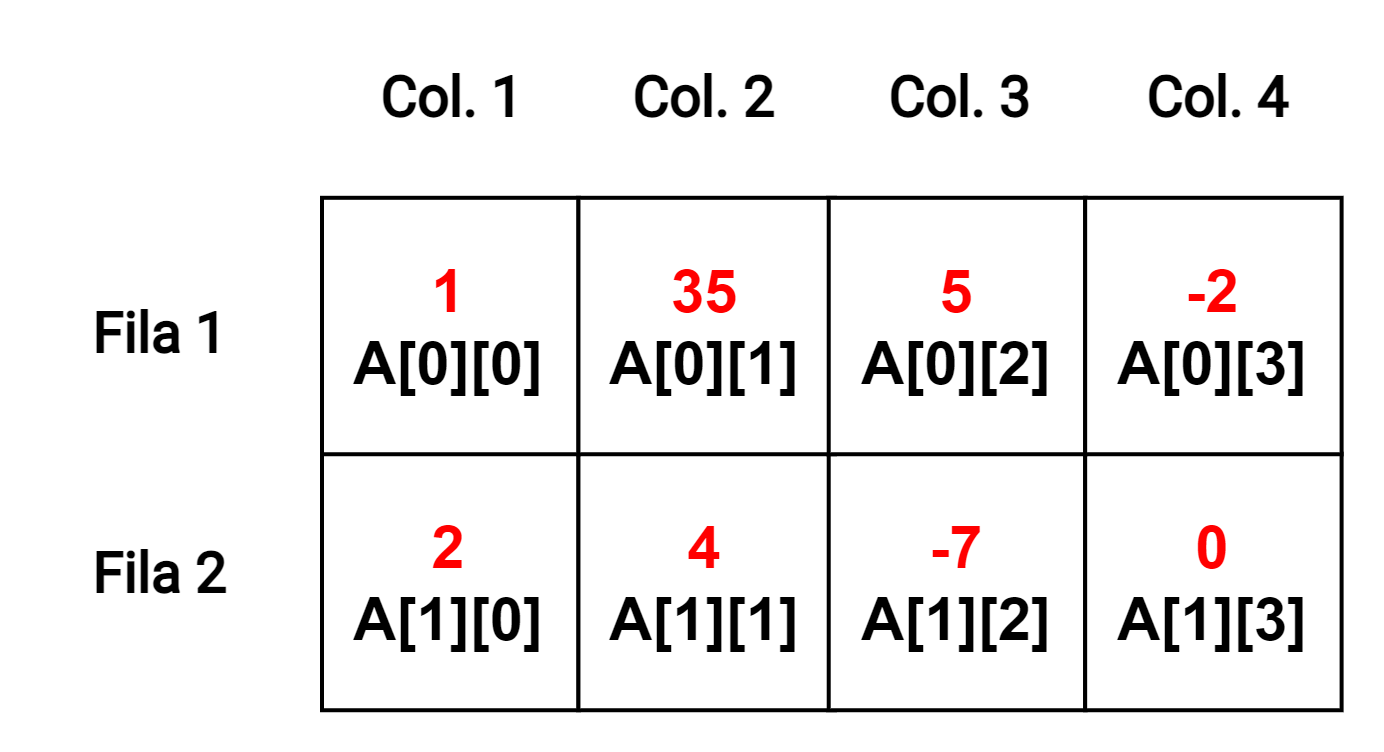 Col. 1 Col. 2 Col. 3 Col. 4
1 35 5 -2
Fila 1 A[0][0] A[0][1] A[0][2] A[0][3]
2 4 -7 0
Fila 2 A[1][0] A[1][1] A[1][2] A[1][3]